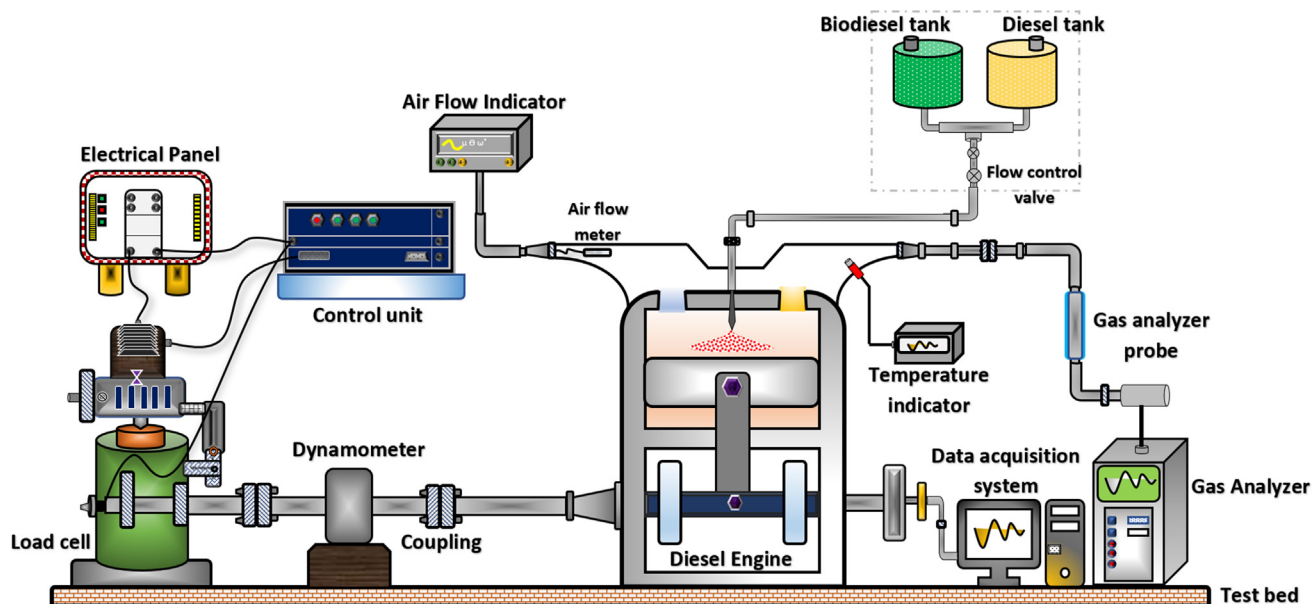 Biodiesel tank
Diesel tank
Air Flow Indicator
μ θ ω
Electrical Panel
Flow control
valve
Air flow
meter
Control unit
Gas analyzer
probe
Temperature
indicator
Dynamometer
Data acquisition
system
Gas Analyzer
Load cell
Coupling
Diesel Engine
Test bed